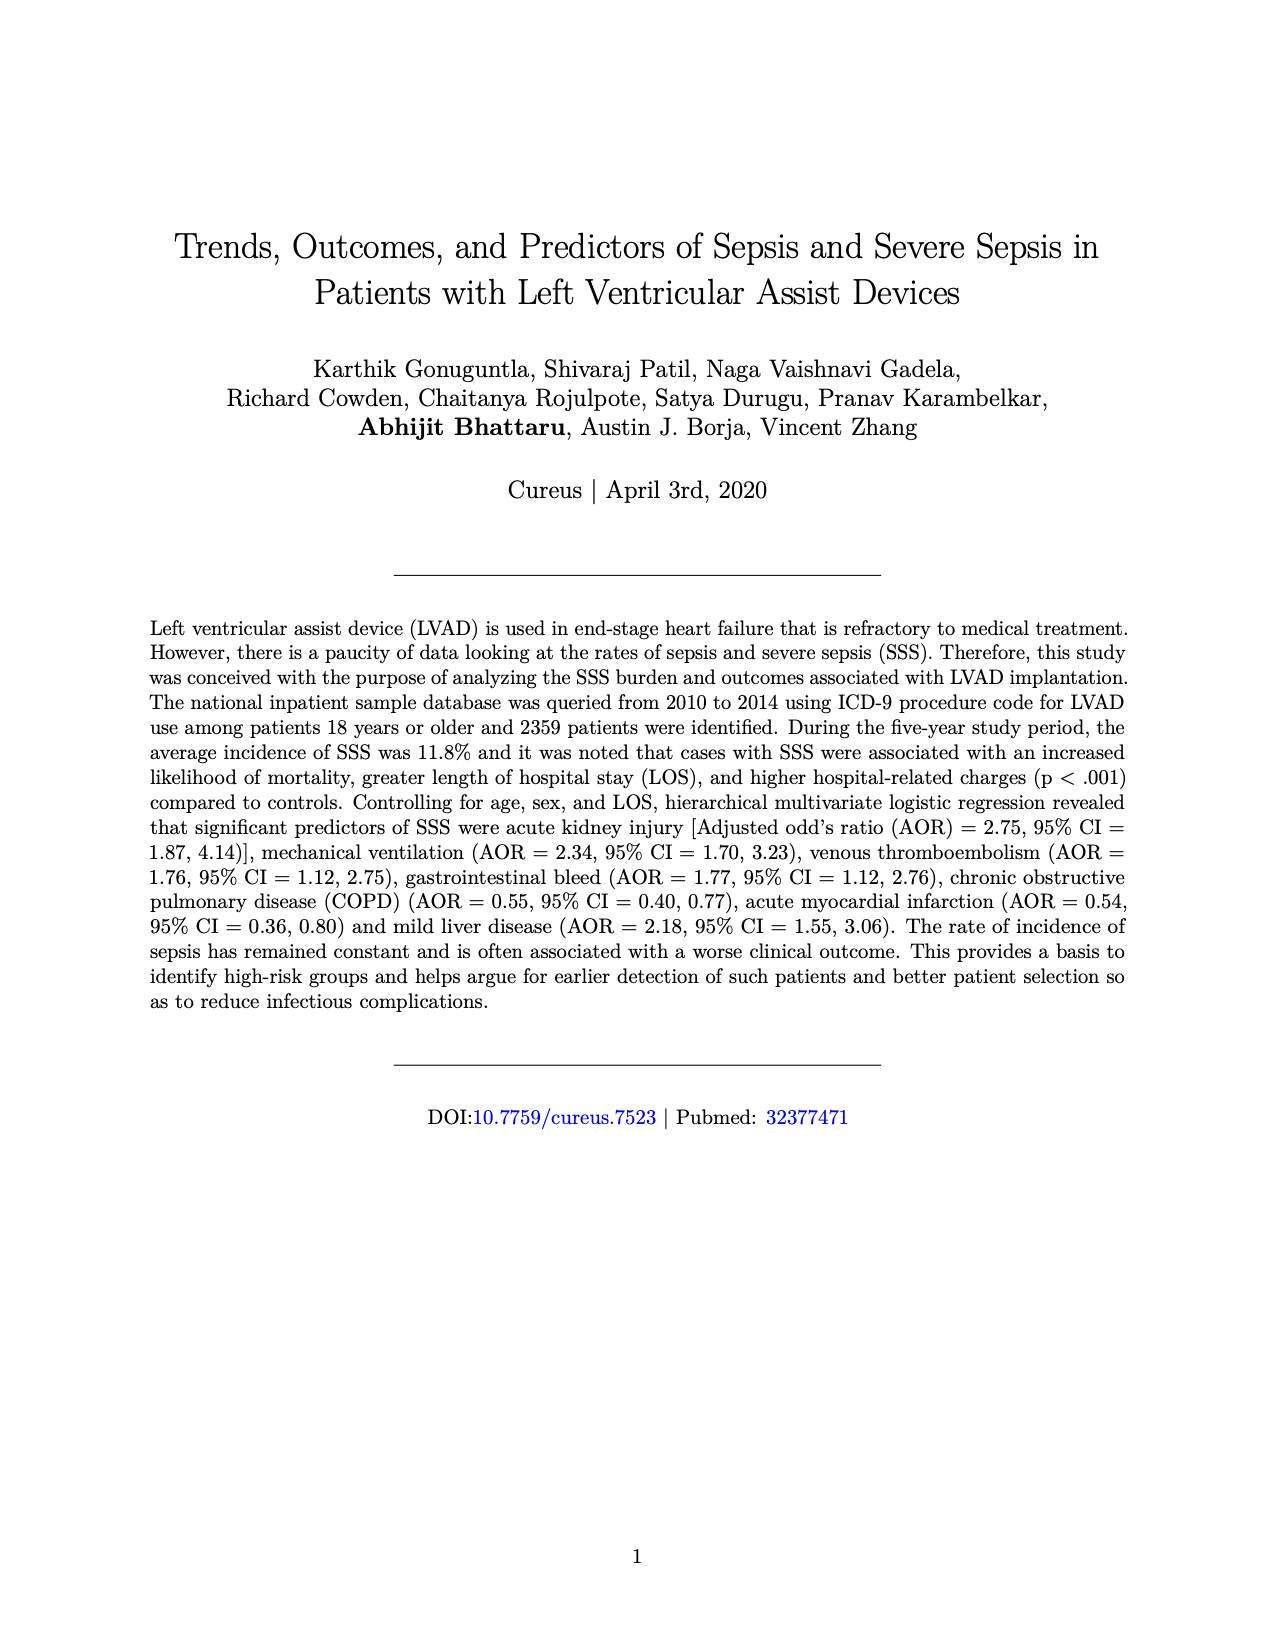 Trends, Outcomes, and Predictors of Sepsis and Severe Sepsis in
Patients with Left Ventricular Assist Devices
Karthik Gonuguntla, Shivaraj Patil, Naga Vaishnavi Gadela,
Richard Cowden, Chaitanya Rojulpote, Satya Durugu, Pranav Karambelkar,
Abhijit Bhattaru, Austin J. Borja, Vincent Zhang
Cureus | April 3rd, 2020
Left ventricular assist device (LVAD) is used in end-stage heart failure that is refractory to medical treatment.
However, there is a paucity of data looking at the rates of sepsis and severe sepsis (SSS). Therefore, this study
was conceived with the purpose of analyzing the SSS burden and outcomes associated with LVAD implantation.
The national inpatient sample database was queried from 2010 to 2014 using ICD-9 procedure code for LVAD
use among patients 18 years or older and 2359 patients were identified. During the five-year study period, the
average incidence of SSS was 11.8% and it was noted that cases with SSS were associated with an increased
likelihood of mortality, greater length of hospital stay (LOS), and higher hospital-related charges (p < .001)
compared to controls. Controlling for age, sex, and LOS, hierarchical multivariate logistic regression revealed
that significant predictors of SSS were acute kidney injury [Adjusted odd's ratio (AOR) = 2.75, 95% CI =
1.87, 4.14)], mechanical ventilation (AOR = 2.34, 95% CI = 1.70, 3.23), venous thromboembolism (AOR =
1.76, 95% CI = 1.12, 2.75), gastrointestinal bleed (AOR = 1.77, 95% CI = 1.12, 2.76), chronic obstructive
pulmonary disease (COPD) (AOR = 0.55, 95% CI = 0.40, 0.77), acute myocardial infarction (AOR = 0.54,
95% CI = 0.36, 0.80) and mild liver disease (AOR = 2.18, 95% CI = 1.55, 3.06). The rate of incidence of
sepsis has remained constant and is often associated with a worse clinical outcome. This provides a basis to
identify high-risk groups and helps argue for earlier detection of such patients and better patient selection so
as to reduce infectious complications.
DOI:10.7759/cureus.7523 | Pubmed: 32377471
1